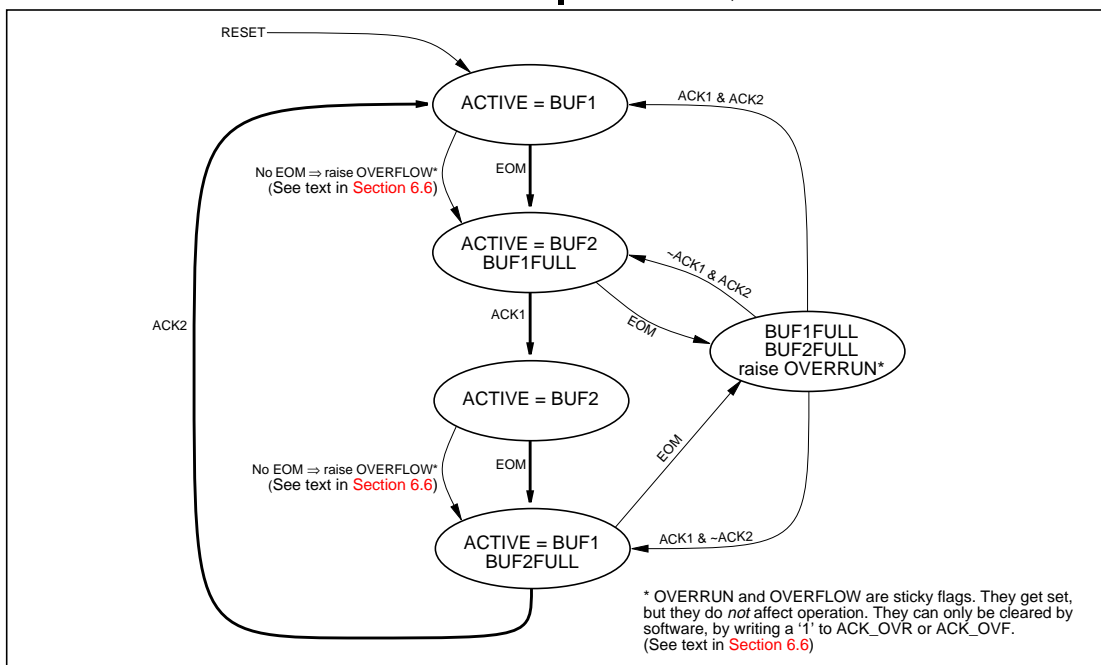 RESET
ACTIVE = BUF1
ACK1 & ACK2
No EOM ⇒ raise OVERFLOW*
(See text in Section 6.6)
EOM
ACTIVE = BUF2
BUF1FULL
~ACK1 & ACK2
ACK2
ACK1
EOM
BUF1FULL
BUF2FULL
raise OVERRUN*
ACTIVE = BUF2
No EOM ⇒ raise OVERFLOW*
(See text in Section 6.6)
EOM
EOM
ACTIVE = BUF1
BUF2FULL
ACK1 & ~ACK2
* OVERRUN and OVERFLOW are sticky flags. They get set,
but they do not affect operation. They can only be cleared by
software, by writing a ‘1’ to ACK_OVR or ACK_OVF.
(See text in Section 6.6)